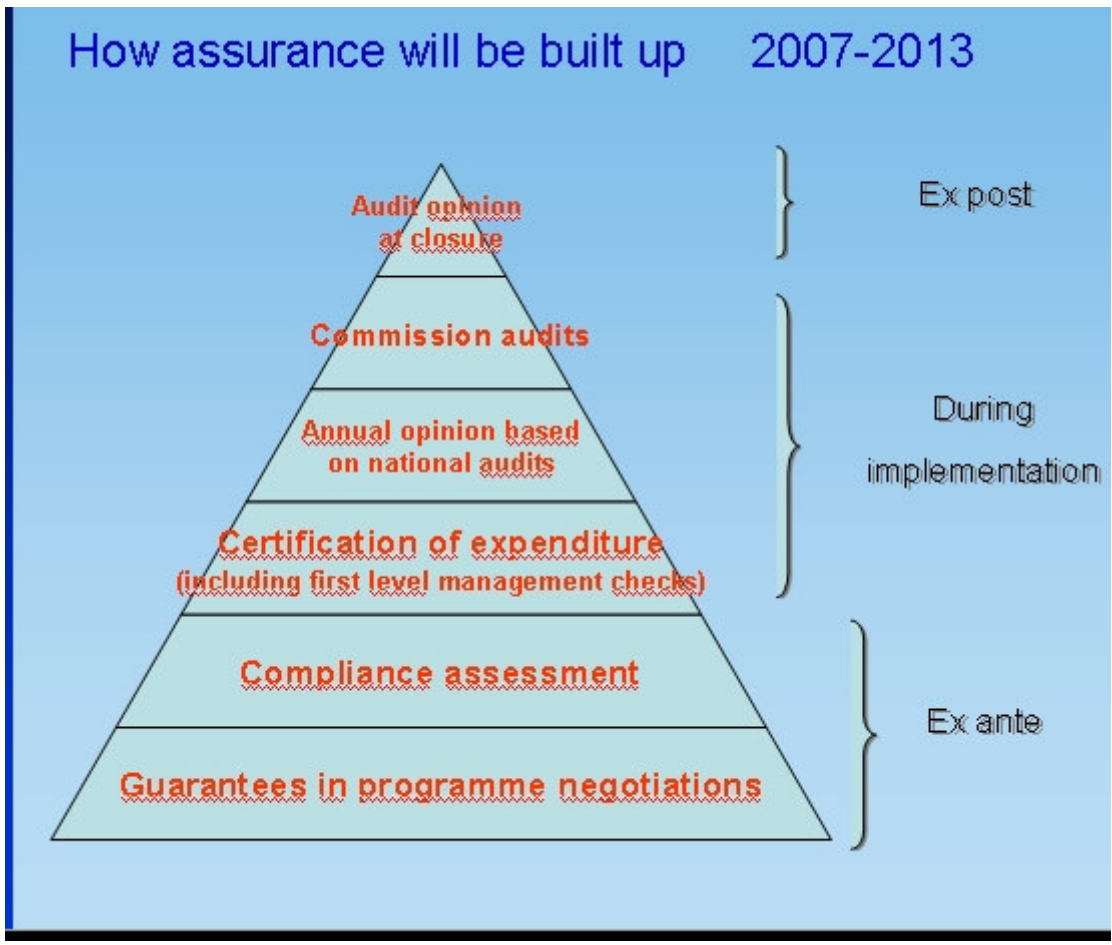 How assurance will be built up 2007-2013
Audit opinion
at closure
Ex post
Commission audits
Annual opinion based
on national audits
During
implementation
Certification of expenditure
(including first level management checks)
Compliance assessment
Ex ante
Guarantees in programme negotiations